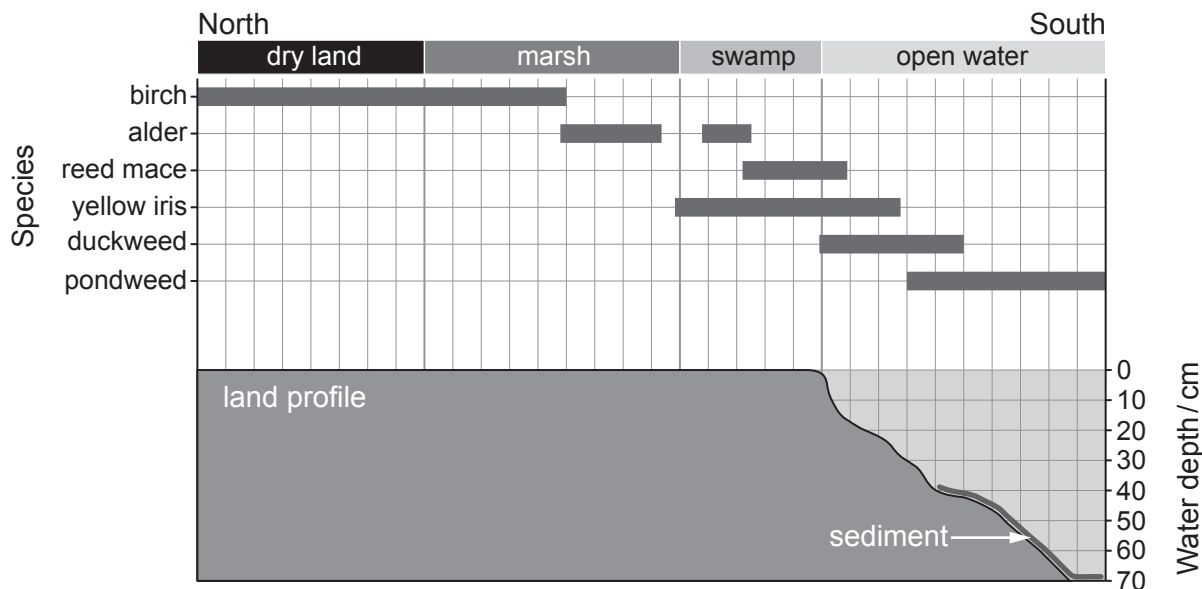 North South
dry land marsh swamp open water
Species
birch
alder
reed mace
yellow iris
duckweed
pondweed
land profile
sediment
0
10
20
30
40
50
60
70
Water depth / cm